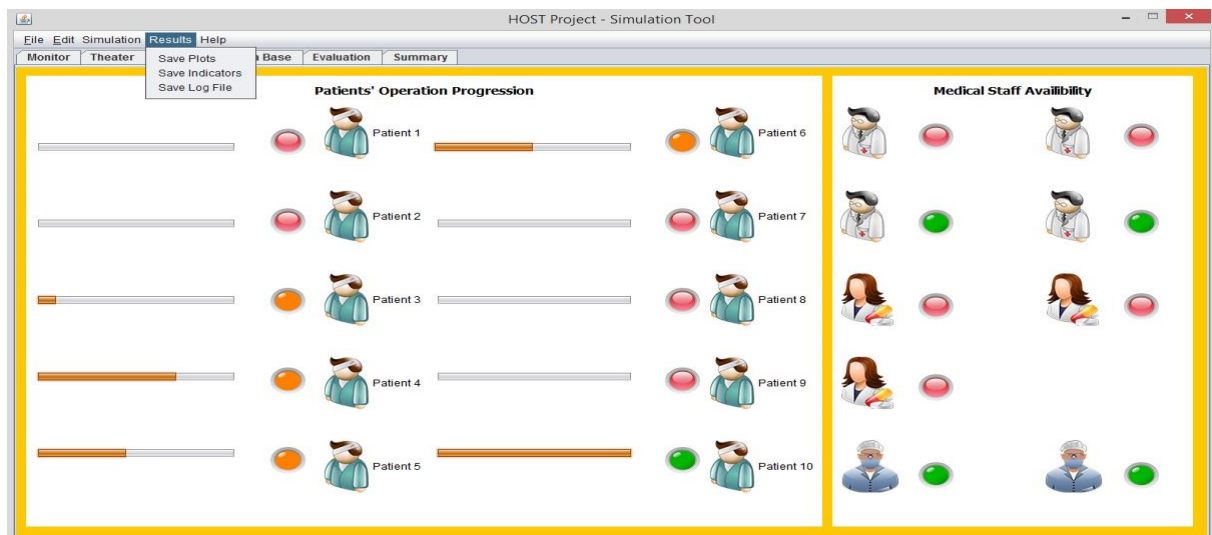 HOST Project - Simulation Tool
File Edit Simulation Results Help
Monitor Theater Base Evaluation Summary
Save Plots
Save Indicators
Save Log File
Patients' Operation Progression
Medical Staff Availibility
Patient 1
Patient 6
Patient 2
Patient 7
Patient 3
Patient 8
Patient 4
Patient 9
Patient 5
Patient 10